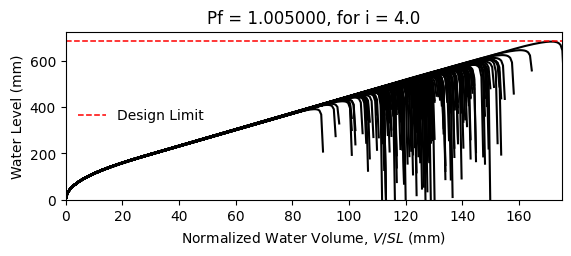 Pf = 1.005000, for i = 4.0
Water Level (mm)
600
400
200
0
Design Limit
0 20 40 60 80 100 120 140 160
Normalized Water Volume, V/SL (mm)